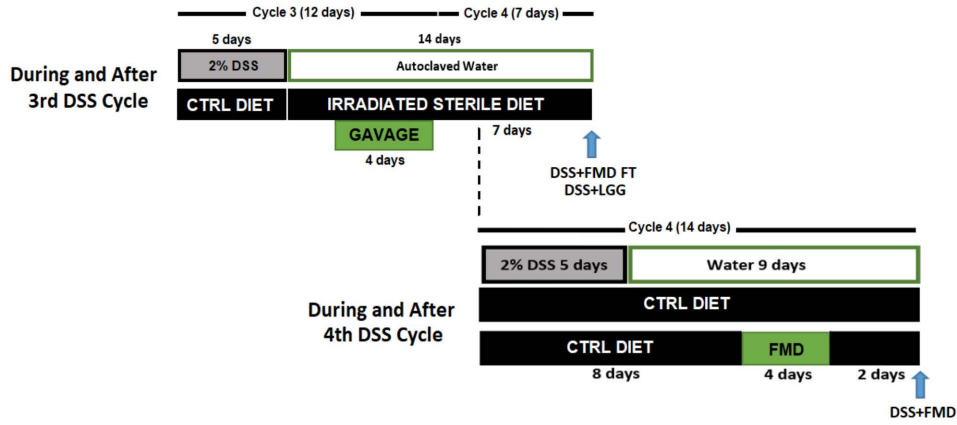 Cycle 3 (12 days)
Cycle 4 (7 days)
5 days
14 days
During and After
3rd DSS Cycle
2% DSS
Autoclaved Water
CTRL DIET
IRRADIATED STERILE DIET
GAVAGE
7 days
4 days
DSS+FMD FT
DSS+LGG
Cycle 4 (14 days)
During and After
4th DSS Cycle
2% DSS 5 days
Water 9 days
CTRL DIET
CTRL DIET
FMD
8 days
4 days
2 days
DSS+FMD